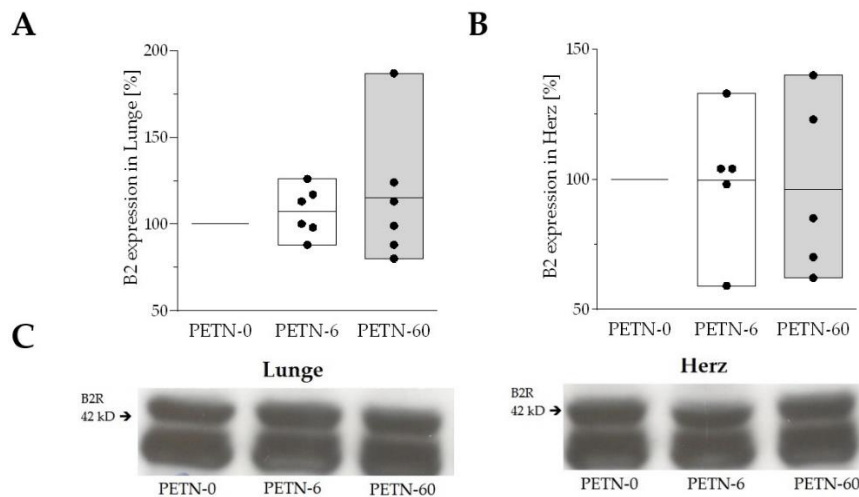 A
B2 expression in Lunge [%]
200
150
100
50
PETN-0 PETN-6 PETN-60
B
B2 expression in Herz [%]
150
100
50
PETN-0 PETN-6 PETN-60
C
Lunge
B2R
42 kD →
PETN-0 PETN-6 PETN-60
Herz
B2R
42 kD →
PETN-0 PETN-6 PETN-60